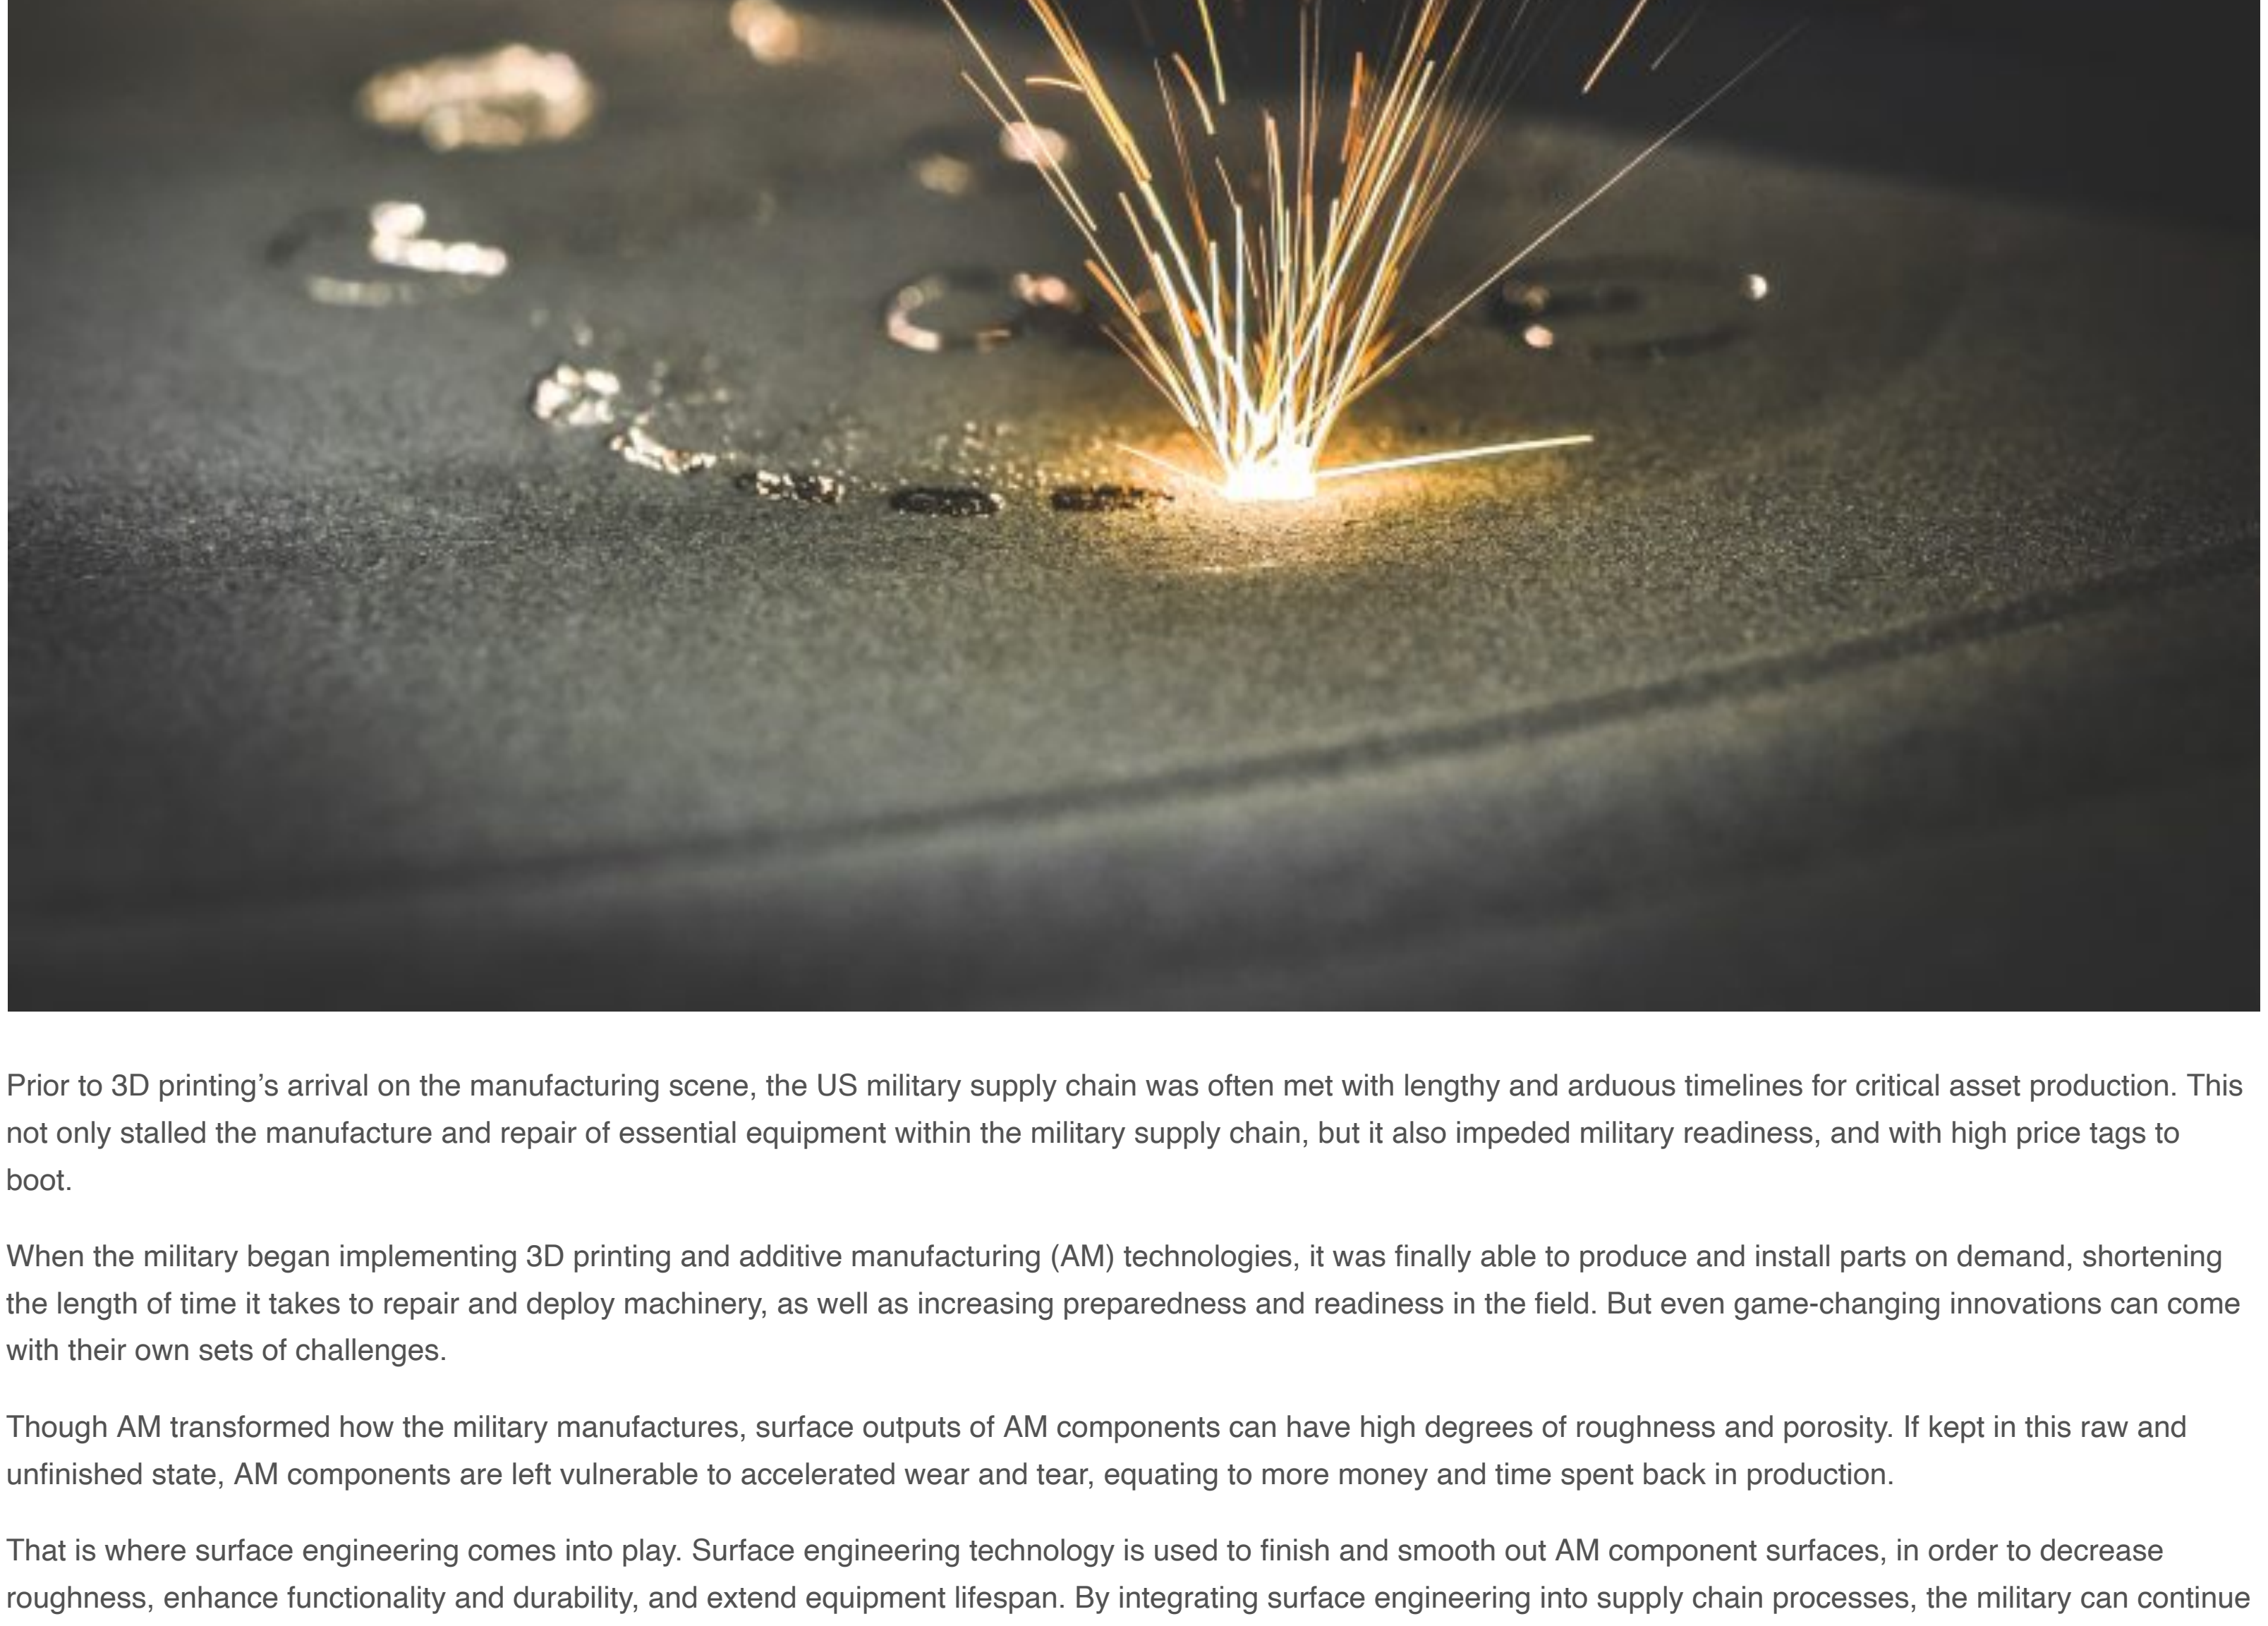 Prior to 3D printing’s arrival on the manufacturing scene, the US military supply chain was often met with lengthy and arduous timelines for critical asset production. This
not only stalled the manufacture and repair of essential equipment within the military supply chain, but it also impeded military readiness, and with high price tags to
boot.
When the military began implementing 3D printing and additive manufacturing (AM) technologies, it was finally able to produce and install parts on demand, shortening
the length of time it takes to repair and deploy machinery, as well as increasing preparedness and readiness in the field. But even game-changing innovations can come
with their own sets of challenges.
Though AM transformed how the military manufactures, surface outputs of AM components can have high degrees of roughness and porosity. If kept in this raw and
unfinished state, AM components are left vulnerable to accelerated wear and tear, equating to more money and time spent back in production.
That is where surface engineering comes into play. Surface engineering technology is used to finish and smooth out AM component surfaces, in order to decrease
roughness, enhance functionality and durability, and extend equipment lifespan. By integrating surface engineering into supply chain processes, the military can continue